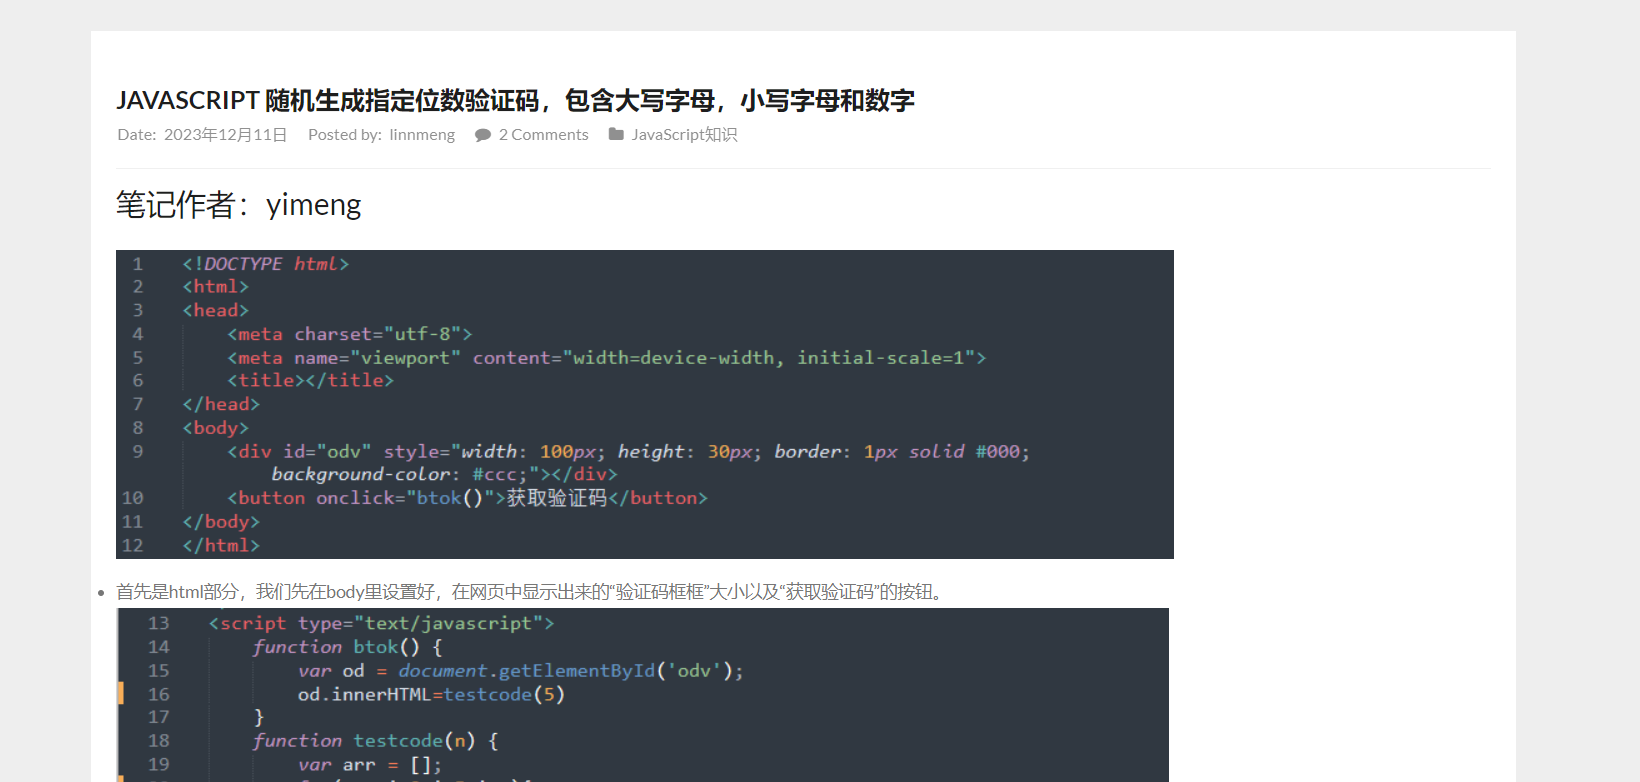 JAVASCRIPT 随机生成指定位数验证码，包含大写字母，小写字母和数字
Date: 2023年12月11日 Posted by: linnmeng 2 Comments JavaScript知识
笔记作者：yimeng
1 <!DOCTYPE html>
2 <html>
3 <head>
4 <meta charset="utf-8">
5 <meta name="viewport" content="width=device-width, initial-scale=1">
6 <title></title>
7 </head>
8 <body>
9 <div id="odv" style="width: 100px; height: 30px; border: 1px solid #000;
background-color: #ccc;"></div>
10 <button onclick="btok()">获取验证码</button>
11 </body>
12 </html>
• 首先是html部分，我们先在body里设置好，在网页中显示出来的“验证码框框”大小以及“获取验证码”的按钮。
13 <script type="text/javascript">
14 function btok() {
15 var od = document.getElementById('odv');
16 od.innerHTML=testcode(5)
17 }
18 function testcode(n) {
19 var arr = [];